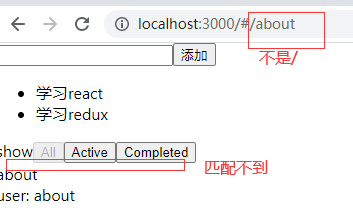 localhost:3000/#/about
不是/
添加
学习react
学习redux
show All Active Completed
匹配不到
about
user: about